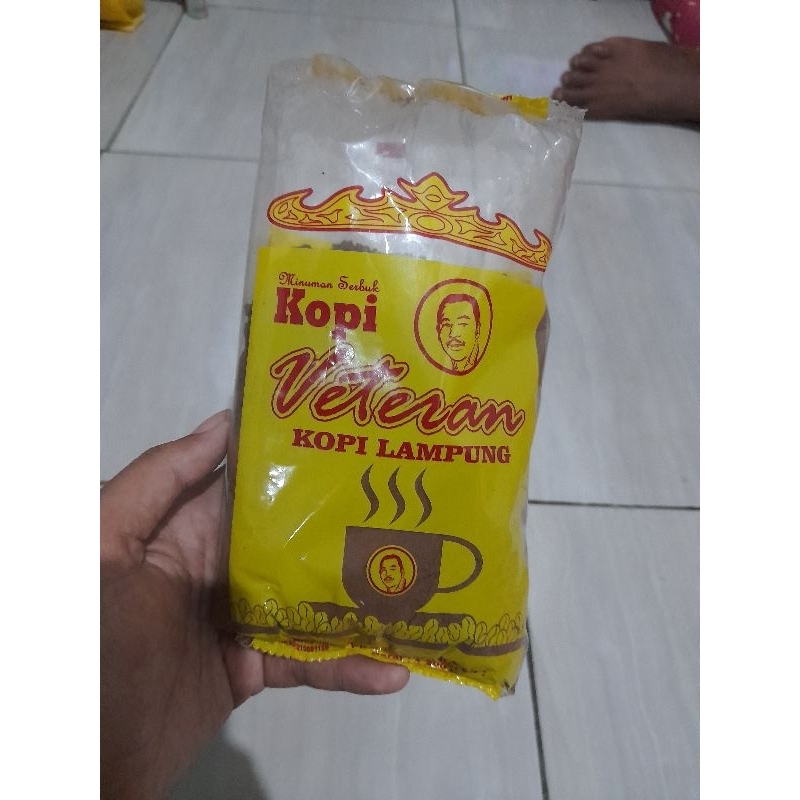 Minuman Serbuk
Kopi
Veteran
KOPI LAMPUNG